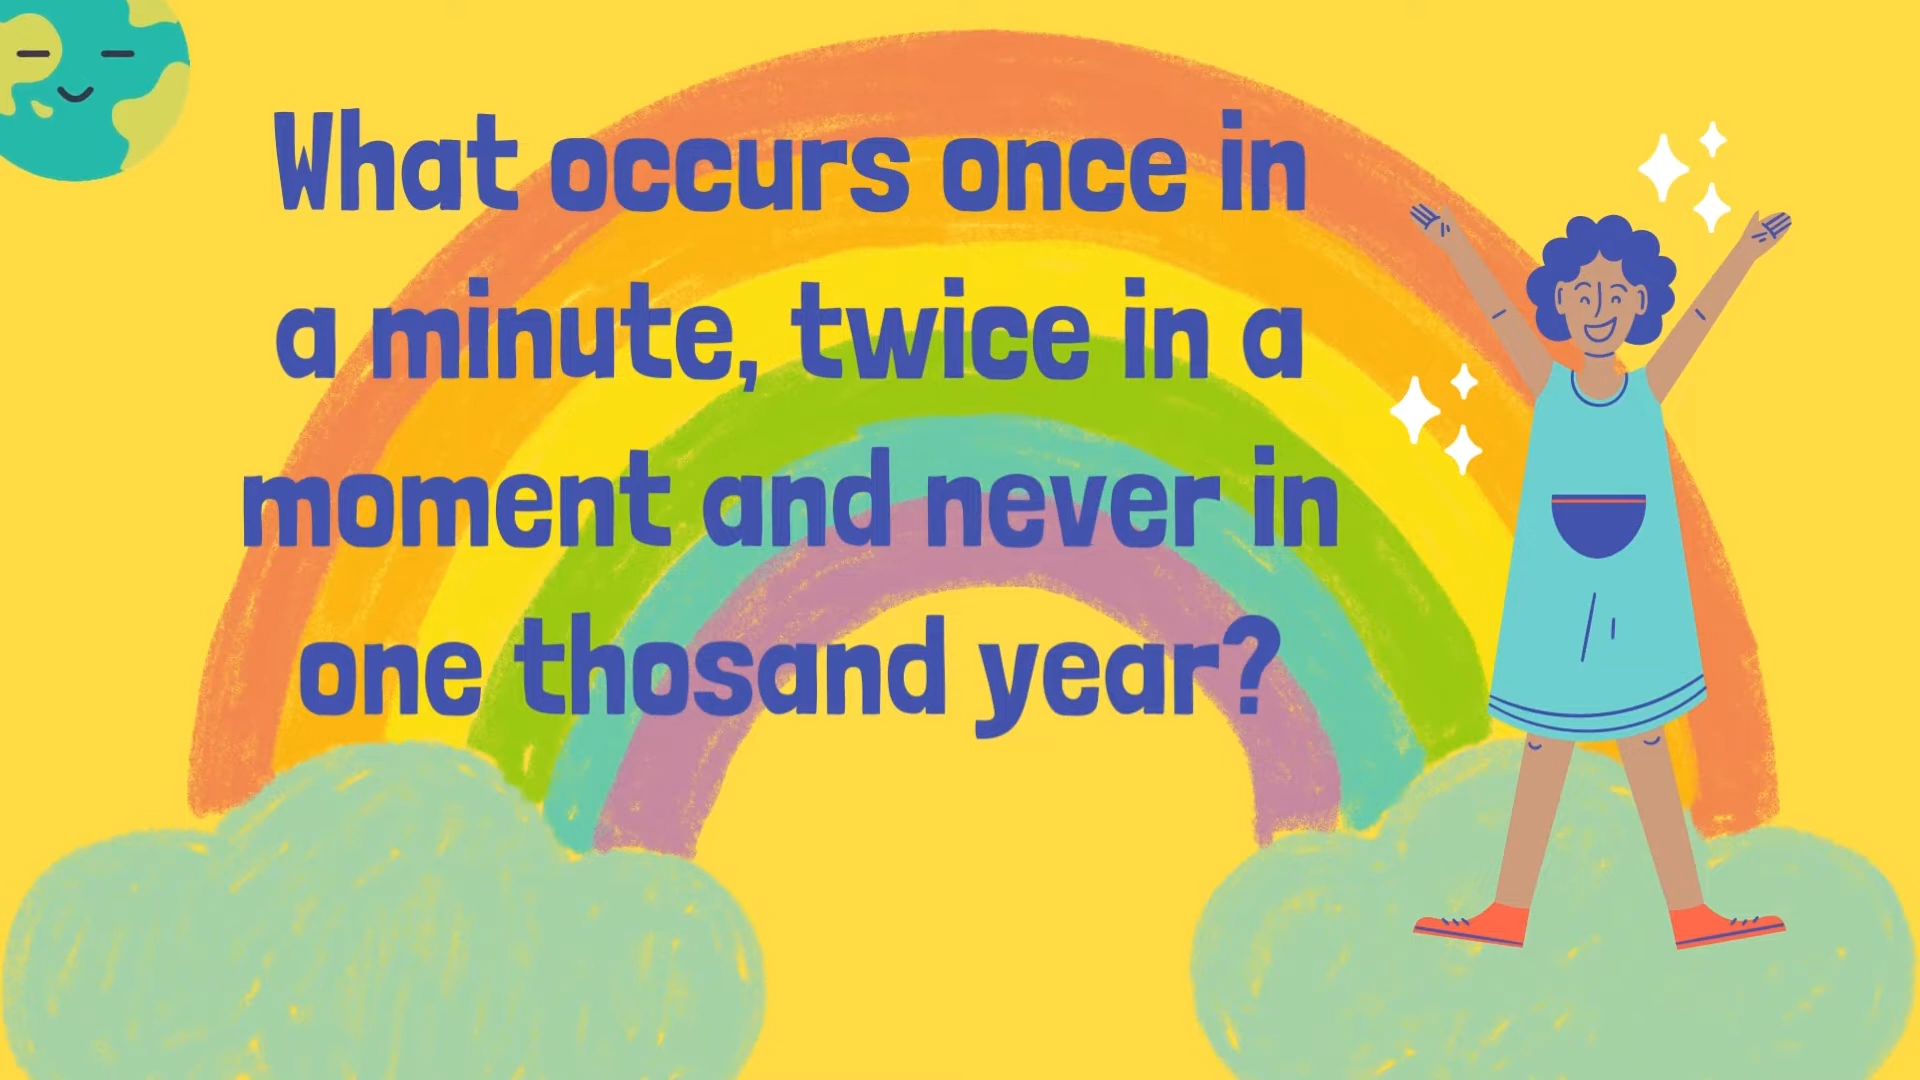 What occurs once in
a minute, twice in a
moment and never in
one thosand year?